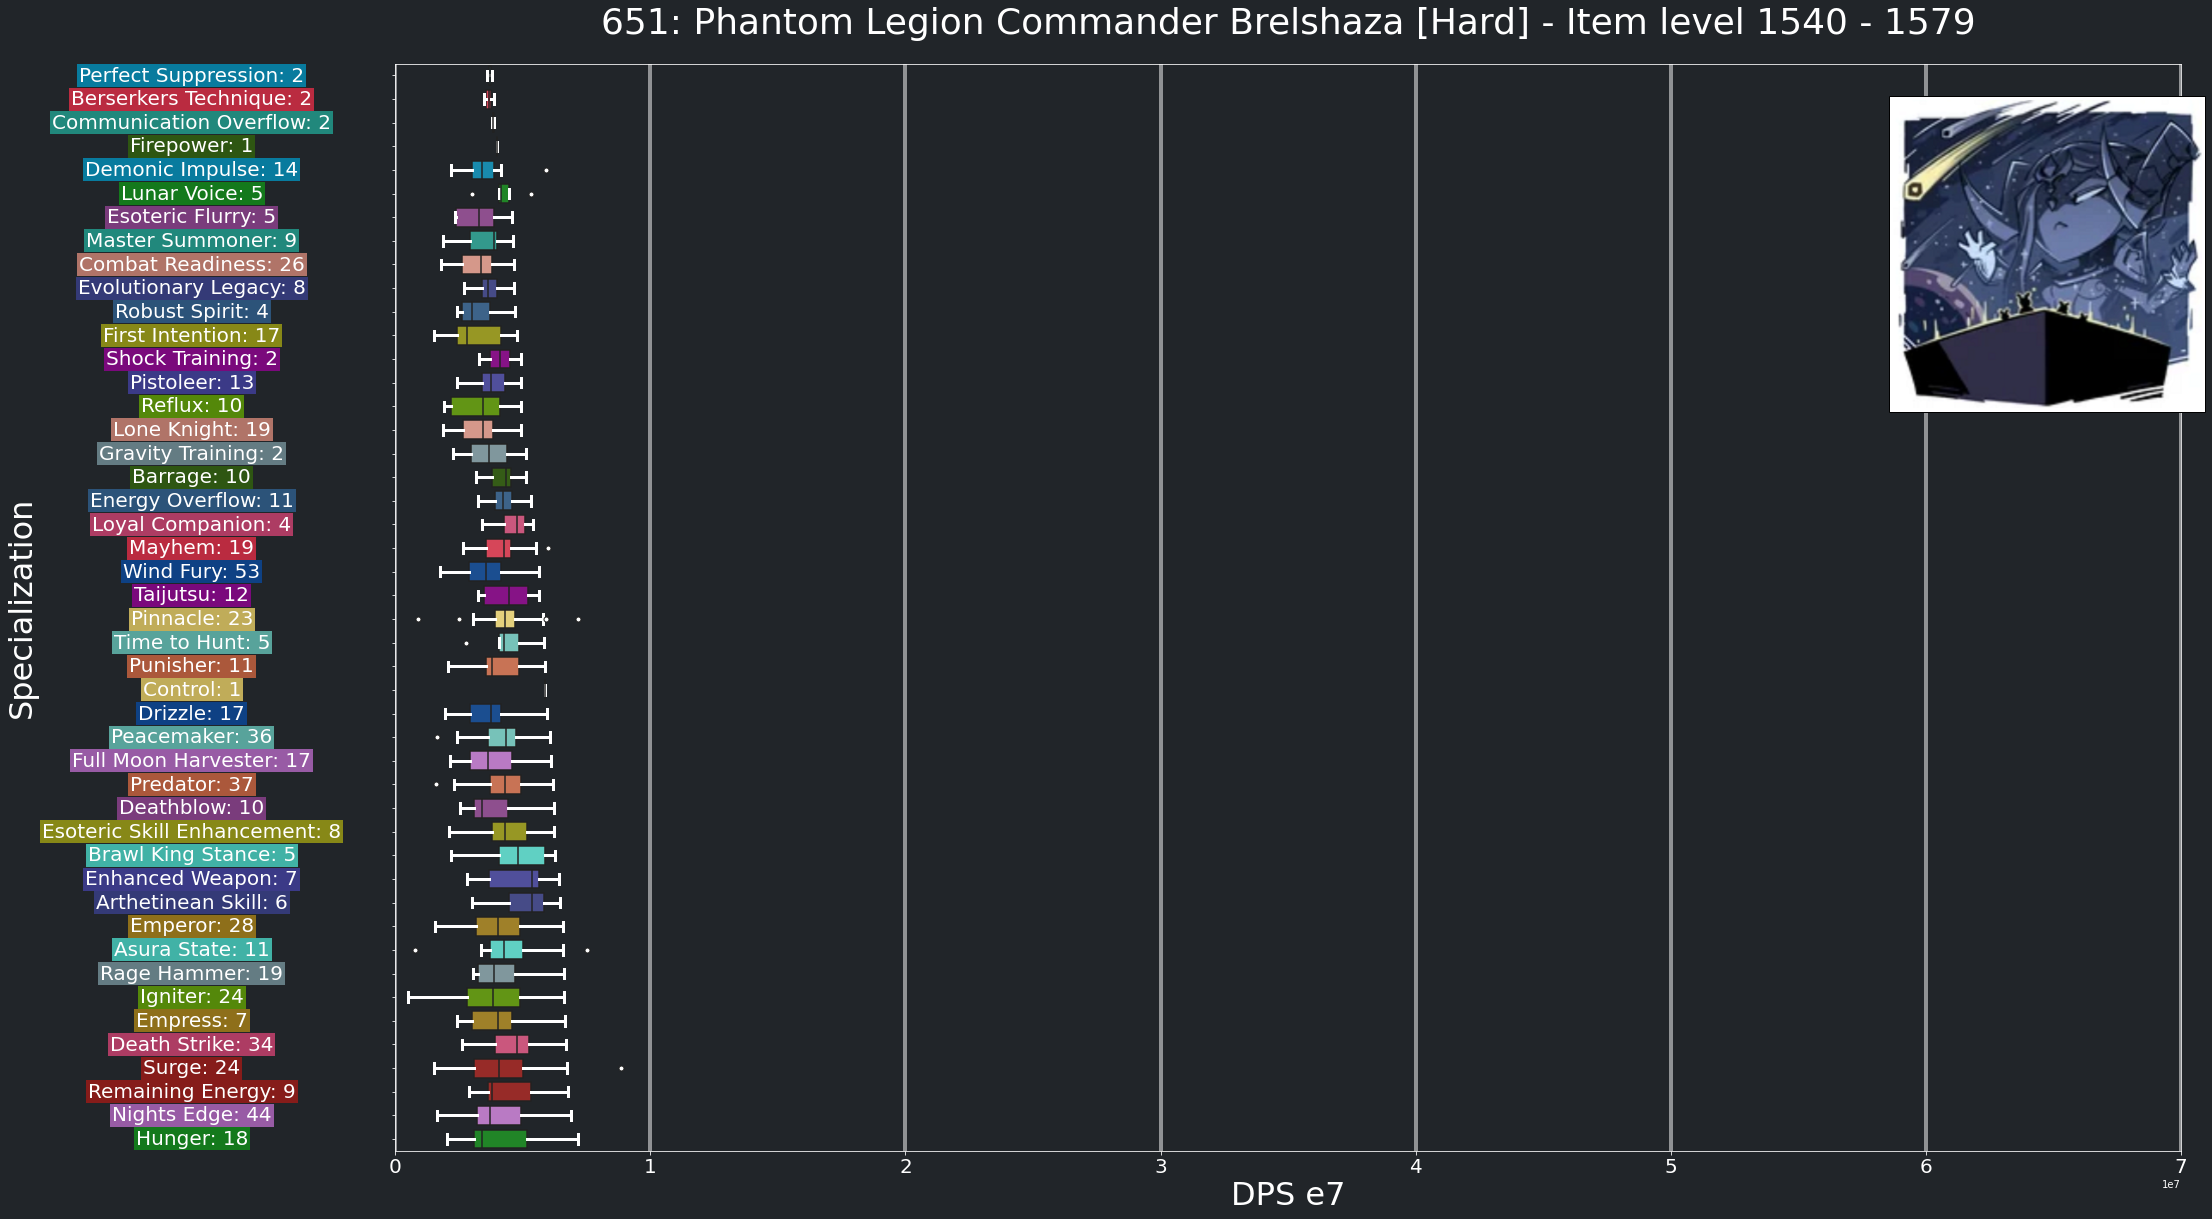 651: Phantom Legion Commander Brelshaza [Hard] - Item level 1540 - 1579
Specialization
Perfect Suppression: 2
Berserkers Technique: 2
Communication Overflow: 2
Firepower: 1
Demonic Impulse: 14
Lunar Voice: 5
Esoteric Flurry: 5
Master Summoner: 9
Combat Readiness: 26
Evolutionary Legacy: 8
Robust Spirit: 4
First Intention: 17
Shock Training: 2
Pistoleer: 13
Reflux: 10
Lone Knight: 19
Gravity Training: 2
Barrage: 10
Energy Overflow: 11
Loyal Companion: 4
Mayhem: 19
Wind Fury: 53
Taijutsu: 12
Pinnacle: 23
Time to Hunt: 5
Punisher: 11
Control: 1
Drizzle: 17
Peacemaker: 36
Full Moon Harvester: 17
Predator: 37
Deathblow: 10
Esoteric Skill Enhancement: 8
Brawl King Stance: 5
Enhanced Weapon: 7
Arthetinean Skill: 6
Emperor: 28
Asura State: 11
Rage Hammer: 19
Igniter: 24
Empress: 7
Death Strike: 34
Surge: 24
Remaining Energy: 9
Nights Edge: 44
Hunger: 18
0 1 2 3 4 5 6 7
DPS e7
1e7